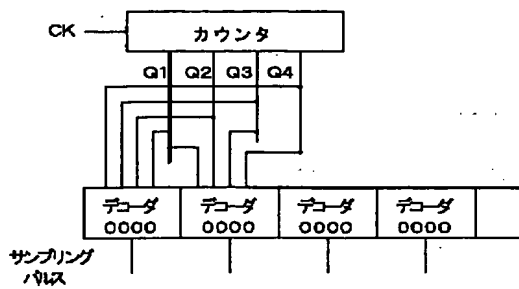 CK
カウンタ
Q1 Q2 Q3 Q4
デコーダ デコーダ デコーダ デコーダ
0000 0000 0000 0000
サンプリング
パルス